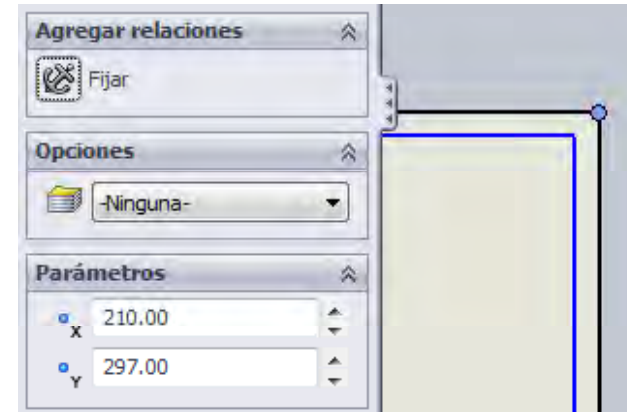 Agregar relaciones
Fijar
Opciones
-Ninguna-
Parámetros
X 210.00
Y 297.00